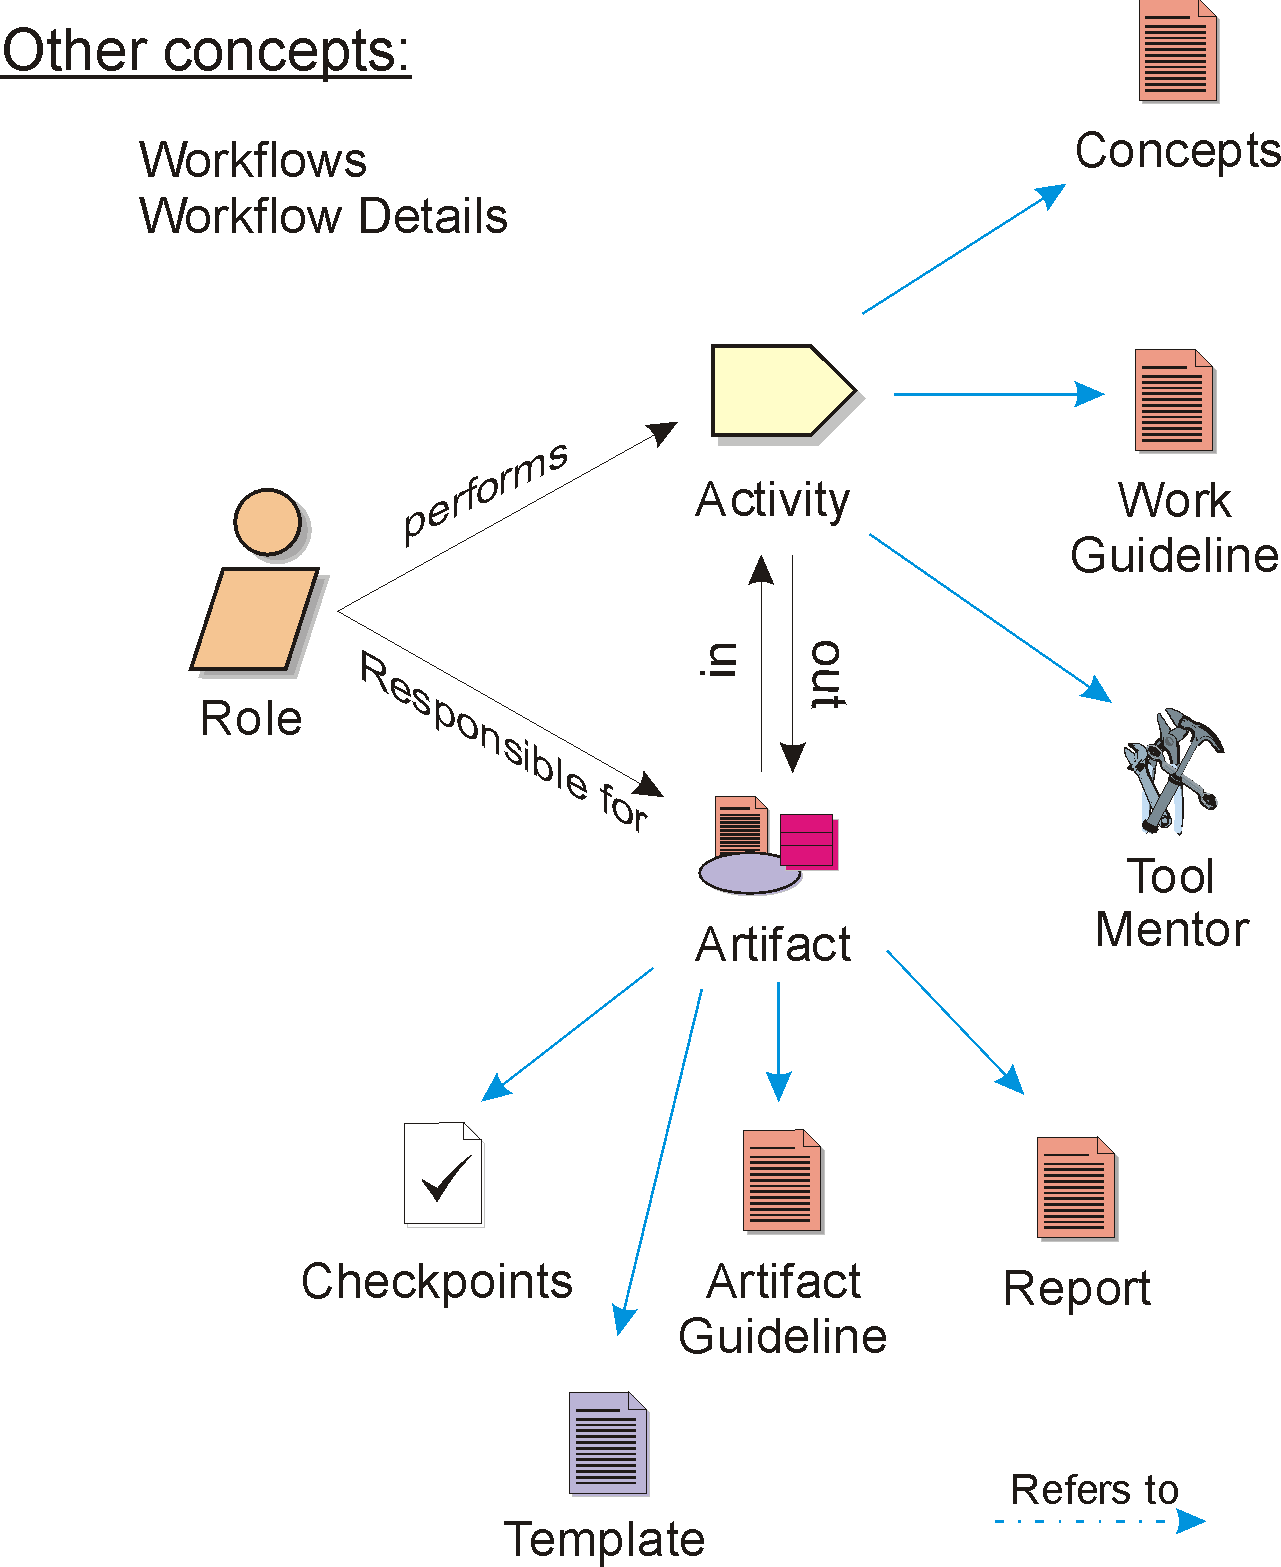 Other concepts:
Workflows
Workflow Details
Concepts
performs
Activity
Work
Guideline
Role
Responsible for
in
out
Tool
Mentor
Artifact
Checkpoints
Artifact
Guideline
Report
Template
Refers to